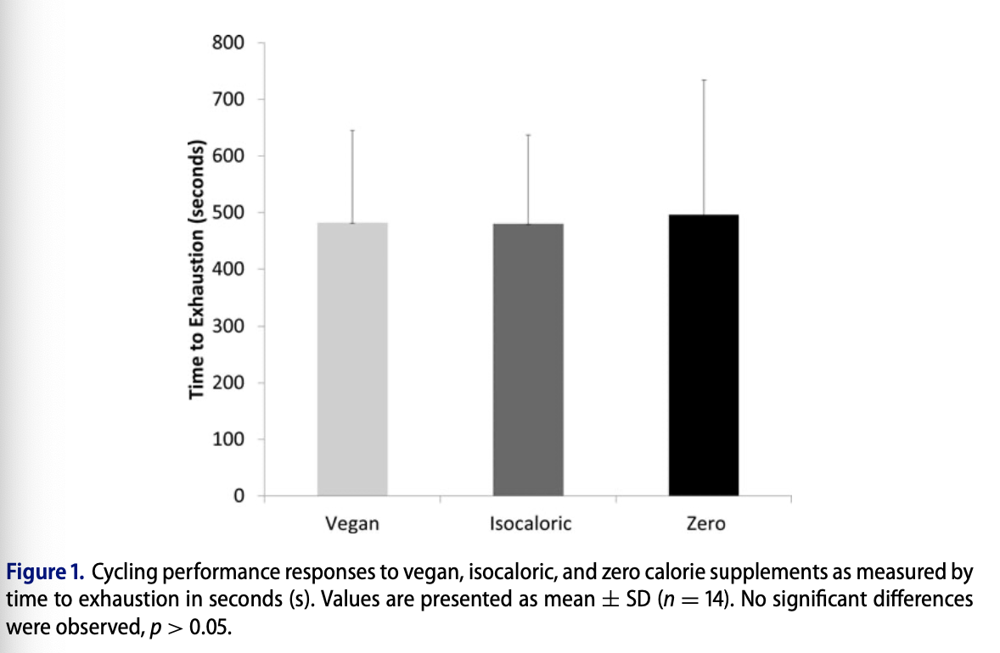 800
700
600
500
400
300
200
100
0
Time to Exhaustion (seconds)
Vegan
Isocaloric
Zero
Figure 1. Cycling performance responses to vegan, isocaloric, and zero calorie supplements as measured by
time to exhaustion in seconds (s). Values are presented as mean ± SD (n = 14). No significant differences
were observed, p > 0.05.